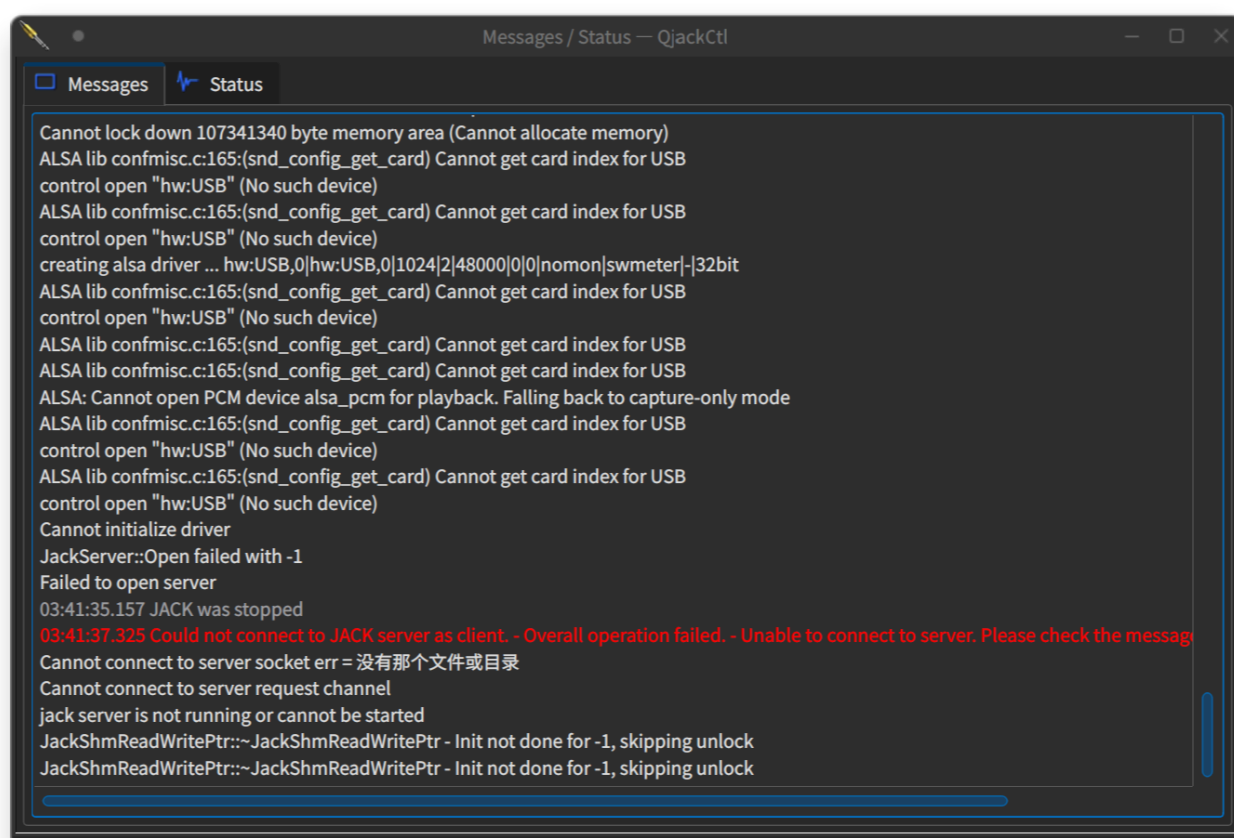 Messages / Status — QjackCtl
Messages
Status
Cannot lock down 107341340 byte memory area (Cannot allocate memory)
ALSA lib confmisc.c:165:(snd_config_get_card) Cannot get card index for USB
control open "hw:USB" (No such device)
ALSA lib confmisc.c:165:(snd_config_get_card) Cannot get card index for USB
control open "hw:USB" (No such device)
creating alsa driver ... hw:USB,0|hw:USB,0|1024|2|48000|0|0|nomon|swmeter|-|32bit
ALSA lib confmisc.c:165:(snd_config_get_card) Cannot get card index for USB
control open "hw:USB" (No such device)
ALSA lib confmisc.c:165:(snd_config_get_card) Cannot get card index for USB
ALSA lib confmisc.c:165:(snd_config_get_card) Cannot get card index for USB
ALSA: Cannot open PCM device alsa_pcm for playback. Falling back to capture-only mode
ALSA lib confmisc.c:165:(snd_config_get_card) Cannot get card index for USB
control open "hw:USB" (No such device)
ALSA lib confmisc.c:165:(snd_config_get_card) Cannot get card index for USB
control open "hw:USB" (No such device)
Cannot initialize driver
JackServer::Open failed with -1
Failed to open server
03:41:35.157 JACK was stopped
03:41:37.325 Could not connect to JACK server as client. - Overall operation failed. - Unable to connect to server. Please check the messag
Cannot connect to server socket err = 没有那个文件或目录
Cannot connect to server request channel
jack server is not running or cannot be started
JackShmReadWritePtr::~JackShmReadWritePtr - Init not done for -1, skipping unlock
JackShmReadWritePtr::~JackShmReadWritePtr - Init not done for -1, skipping unlock